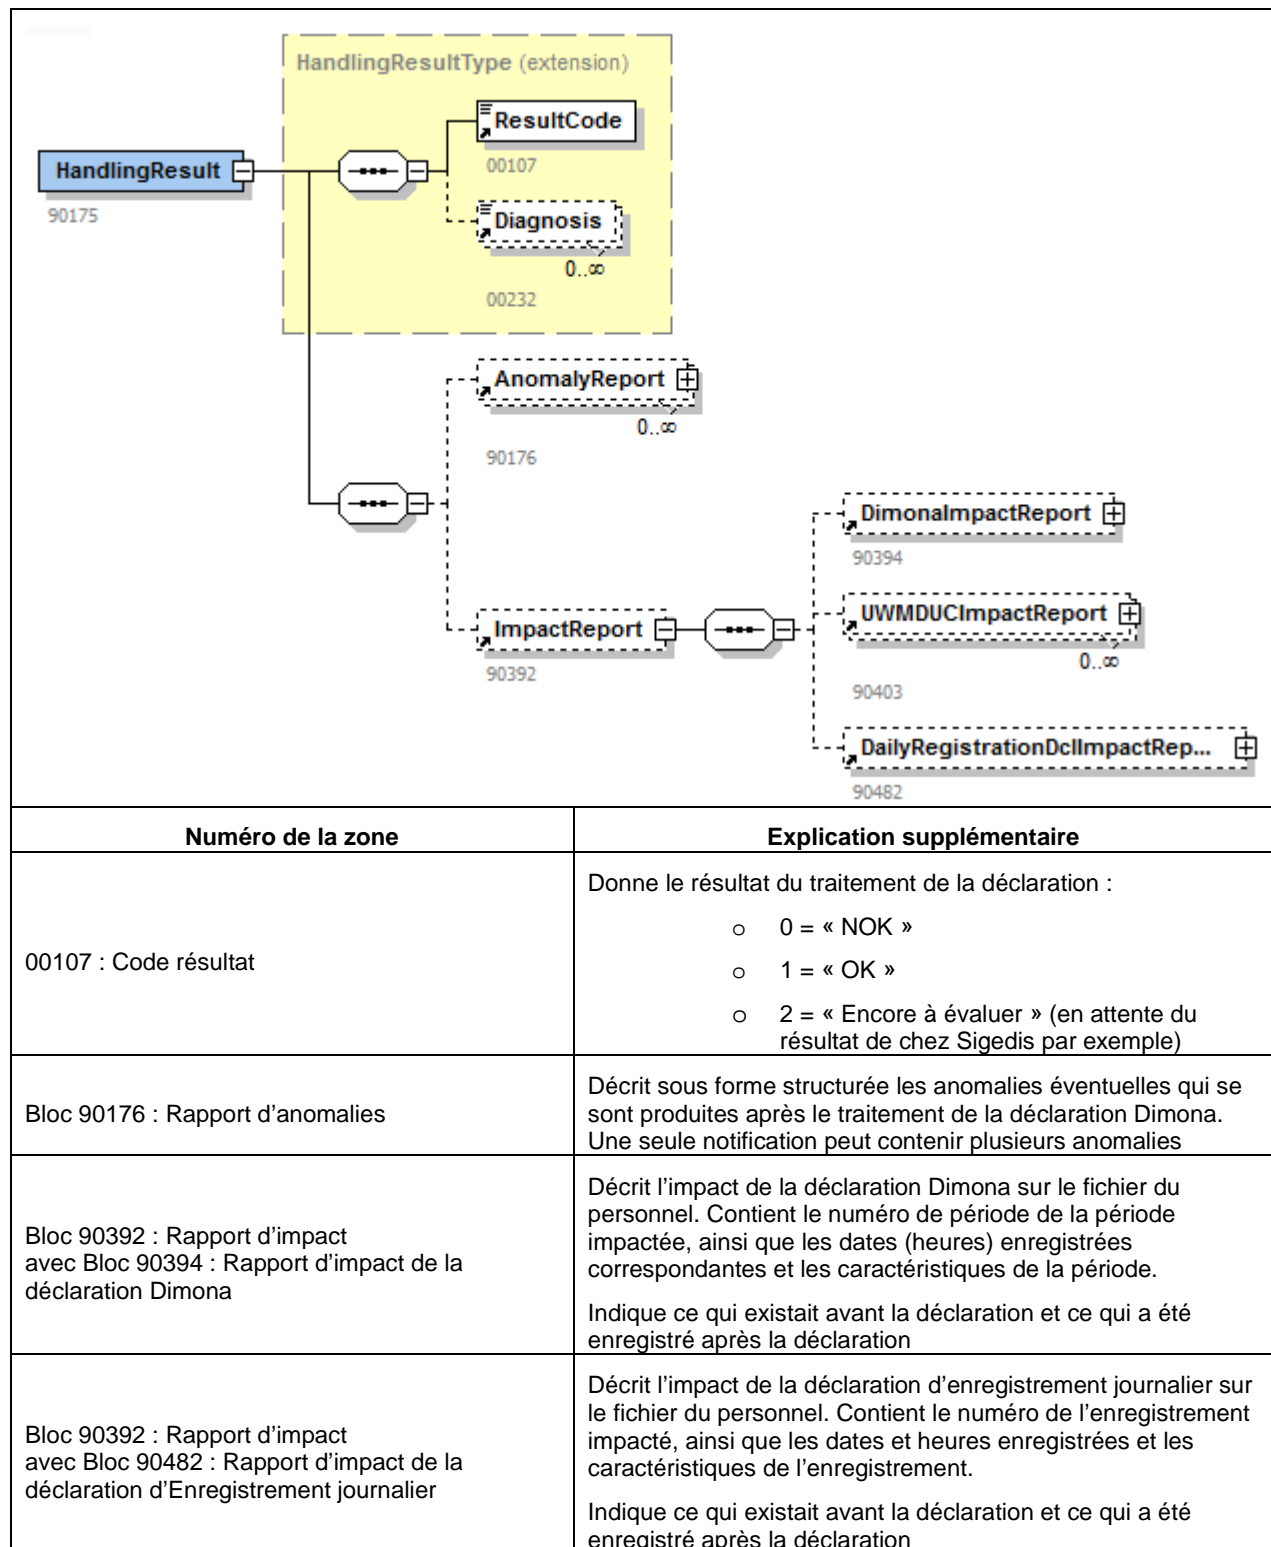 HandlingResultType (extension)
ResultCode
00107
HandlingResult
90175
Diagnosis
0..∞
00232
AnomalyReport
0..∞
90176
DimonaImpactReport
90394
ImpactReport
90392
UWMDUCImpactReport
0..∞
90403
DailyRegistrationDclImpactRep...
90482
Numéro de la zone
Explication supplémentaire
00107 : Code résultat
Donne le résultat du traitement de la déclaration :
o 0 = « NOK »
o 1 = « OK »
o 2 = « Encore à évaluer » (en attente du
résultat de chez Sigedis par exemple)
Bloc 90176 : Rapport d’anomalies
Décrit sous forme structurée les anomalies éventuelles qui se
sont produites après le traitement de la déclaration Dimona.
Une seule notification peut contenir plusieurs anomalies
Bloc 90392 : Rapport d’impact
avec Bloc 90394 : Rapport d’impact de la
déclaration Dimona
Décrit l’impact de la déclaration Dimona sur le fichier du
personnel. Contient le numéro de période de la période
impactée, ainsi que les dates (heures) enregistrées
correspondantes et les caractéristiques de la période.
Indique ce qui existait avant la déclaration et ce qui a été
enregistré après la déclaration
Bloc 90392 : Rapport d’impact
avec Bloc 90482 : Rapport d’impact de la
déclaration d’Enregistrement journalier
Décrit l’impact de la déclaration d’enregistrement journalier sur
le fichier du personnel. Contient le numéro de l’enregistrement
impacté, ainsi que les dates et heures enregistrées et les
caractéristiques de l’enregistrement.
Indique ce qui existait avant la déclaration et ce qui a été
enregistré après la déclaration